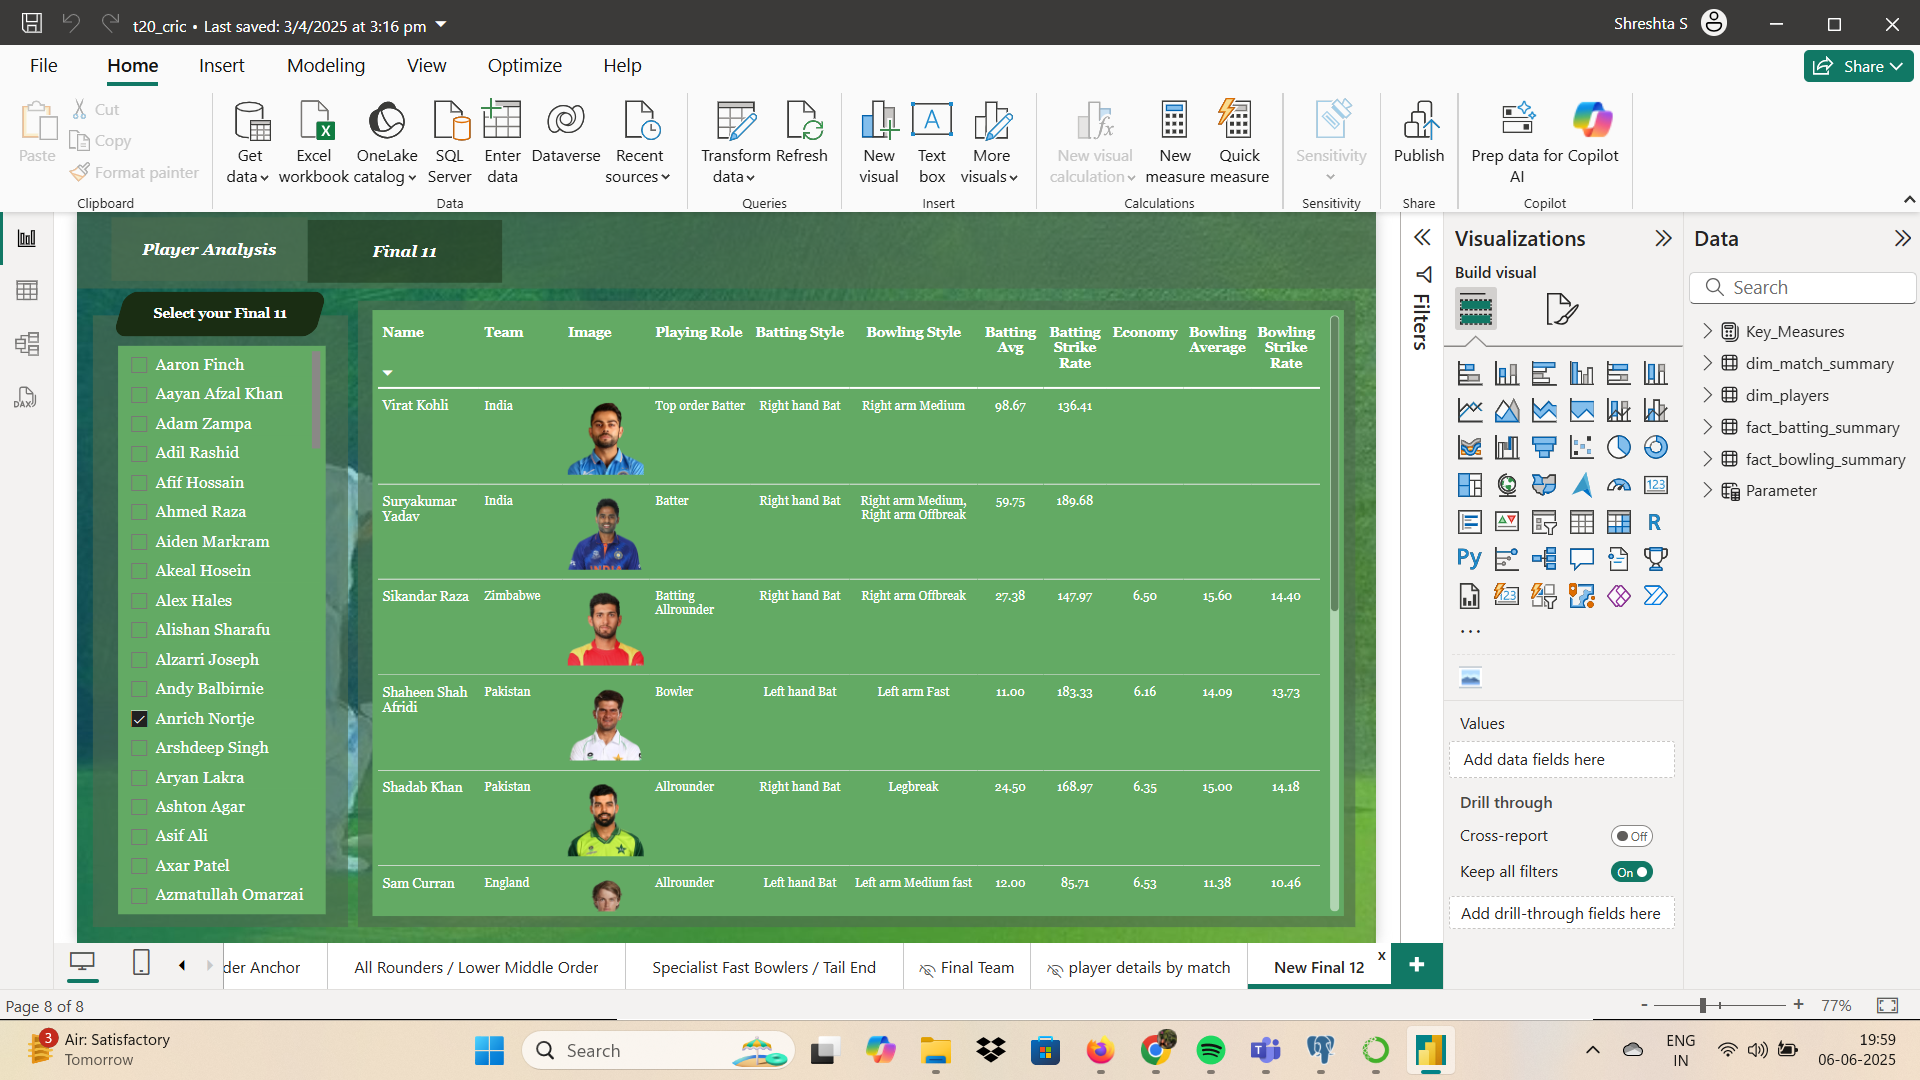 t20_cric • Last saved: 3/4/2025 at 3:16 pm
Shreshta S
File Home Insert Modeling View Optimize Help
Share
Paste
Cut
Copy
Format painter
Clipboard
Get data
Excel workbook
OneLake catalog
SQL Server
Enter data
Dataverse
Recent sources
Data
Transform data
Refresh
Queries
New visual
Text box
More visuals
Insert
New visual calculation
New measure
Quick measure
Calculations
Sensitivity
Sensitivity
Publish
Share
Prep data for AI
Copilot
Copilot
Player Analysis
Final 11
Select your Final 11
Aaron Finch
Aayan Afzal Khan
Adam Zampa
Adil Rashid
Afif Hossain
Ahmed Raza
Aiden Markram
Akeal Hosein
Alex Hales
Alishan Sharafu
Alzarri Joseph
Andy Balbirnie
Anrich Nortje
Arshdeep Singh
Aryan Lakra
Ashton Agar
Asif Ali
Axar Patel
Azmatullah Omarzai
Name Team Image Playing Role Batting Style Bowling Style Batting Avg Batting Strike Rate Economy Bowling Average Bowling Strike Rate
Virat Kohli India Top order Batter Right hand Bat Right arm Medium 98.67 136.41
Suryakumar Yadav India Batter Right hand Bat Right arm Medium, Right arm Offbreak 59.75 189.68
INDIA
Sikandar Raza Zimbabwe Batting Allrounder Right hand Bat Right arm Offbreak 27.38 147.97 6.50 15.60 14.40
Shaheen Shah Afridi Pakistan Bowler Left hand Bat Left arm Fast 11.00 183.33 6.16 14.09 13.73
Shadab Khan Pakistan Allrounder Right hand Bat Legbreak 24.50 168.97 6.35 15.00 14.18
Sam Curran England Allrounder Left hand Bat Left arm Medium fast 12.00 85.71 6.53 11.38 10.46
Filters
Visualizations
Build visual
123
R
Py
123
...
Values
Add data fields here
Drill through
Cross-report Off
Keep all filters On
Add drill-through fields here
Data
Search
Key_Measures
dim_match_summary
dim_players
fact_batting_summary
fact_bowling_summary
Parameter
DAX
der Anchor
All Rounders / Lower Middle Order
Specialist Fast Bowlers / Tail End
Final Team
player details by match
New Final 12
x
+
Page 8 of 8
- + 77%
3
Air: Satisfactory
Tomorrow
Search
ENG
IN
19:59
06-06-2025